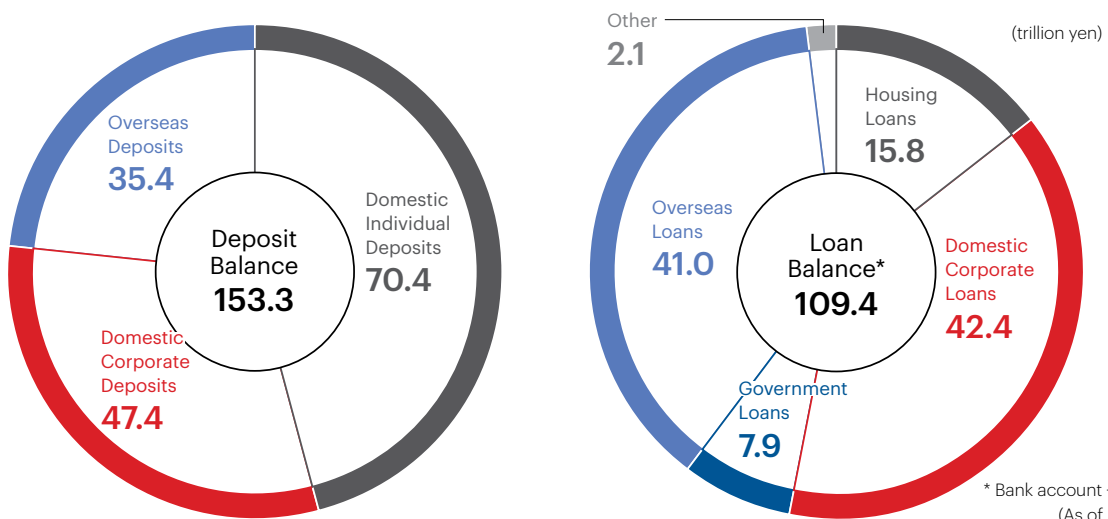 (trillion yen)
Overseas
Deposits
35.4
Domestic
Individual
Deposits
70.4
Deposit
Balance
153.3
Domestic
Corporate
Deposits
47.4
Other
2.1
Housing
Loans
15.8
Overseas
Loans
41.0
Loan
Balance*
109.4
Domestic
Corporate
Loans
42.4
Government
Loans
7.9
* Bank account
(As of